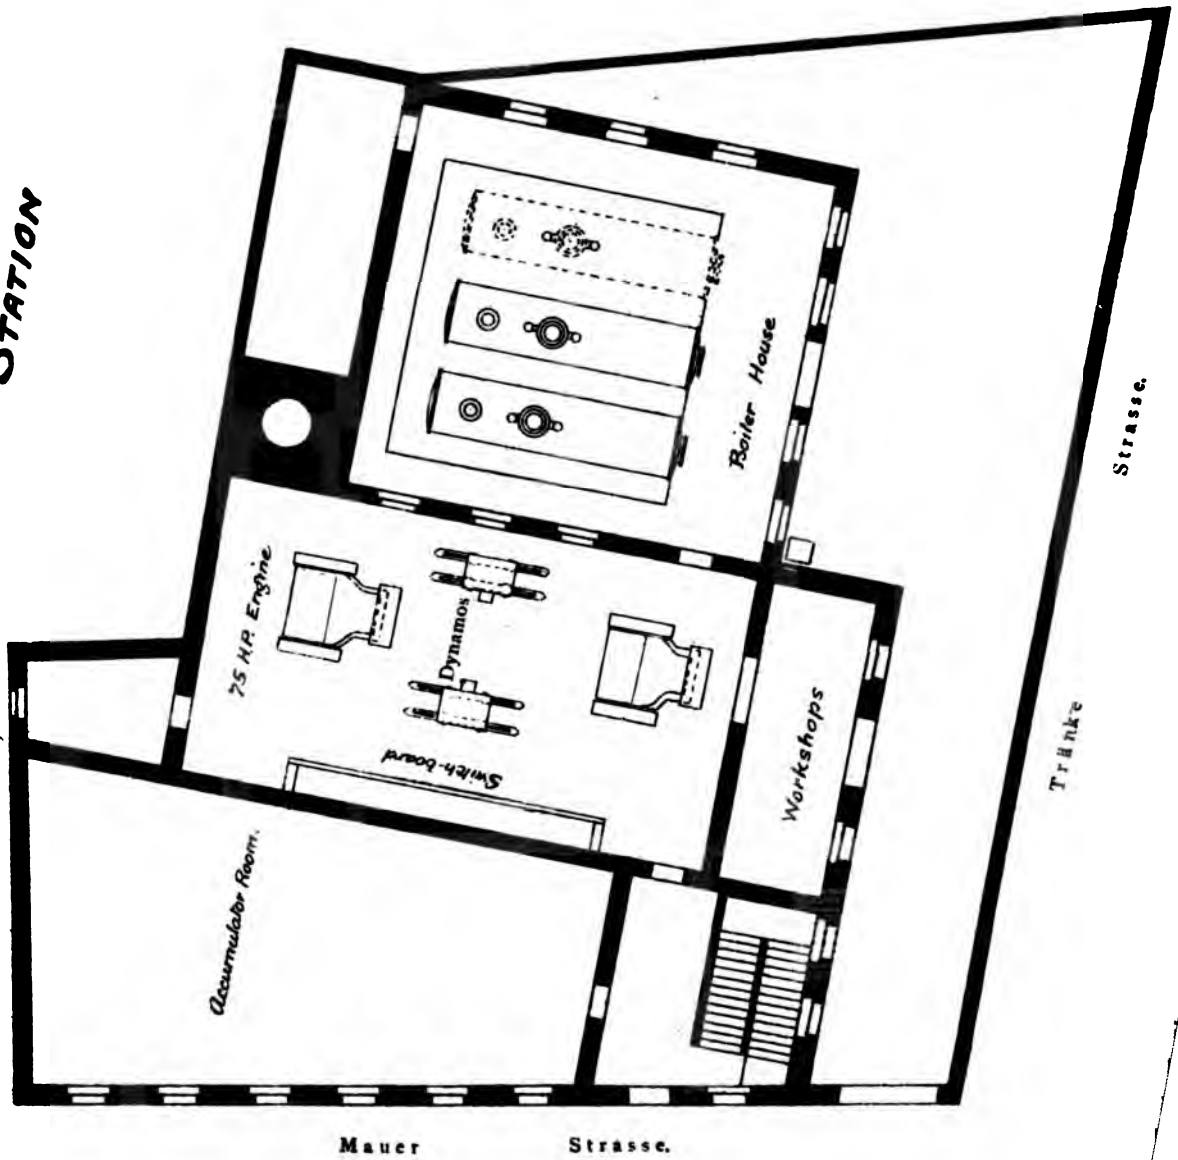 STATION
Boiler House
75 H.P. Engine
Dynamos
Switch-board
Workshops
Accumulator Room.
Tränke Strasse.
Mauer Strasse.